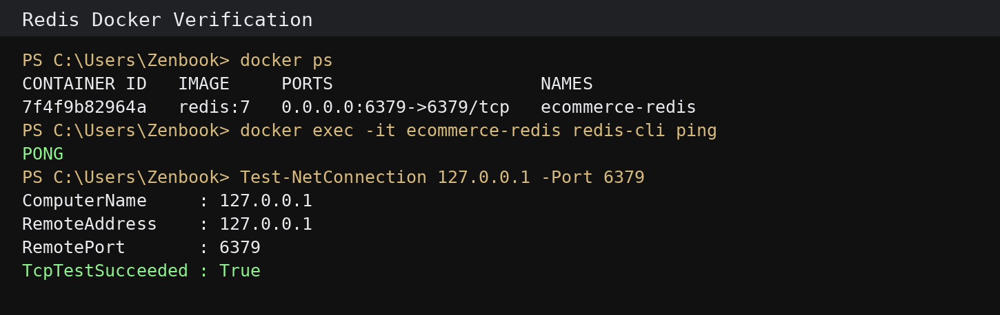 Redis Docker Verification
PS C:\Users\Zenbook> docker ps
CONTAINER ID   IMAGE     PORTS                    NAMES
7f4f9b82964a   redis:7   0.0.0.0:6379->6379/tcp   ecommerce-redis
PS C:\Users\Zenbook> docker exec -it ecommerce-redis redis-cli ping
PONG
PS C:\Users\Zenbook> Test-NetConnection 127.0.0.1 -Port 6379
ComputerName     : 127.0.0.1
RemoteAddress    : 127.0.0.1
RemotePort       : 6379
TcpTestSucceeded : True